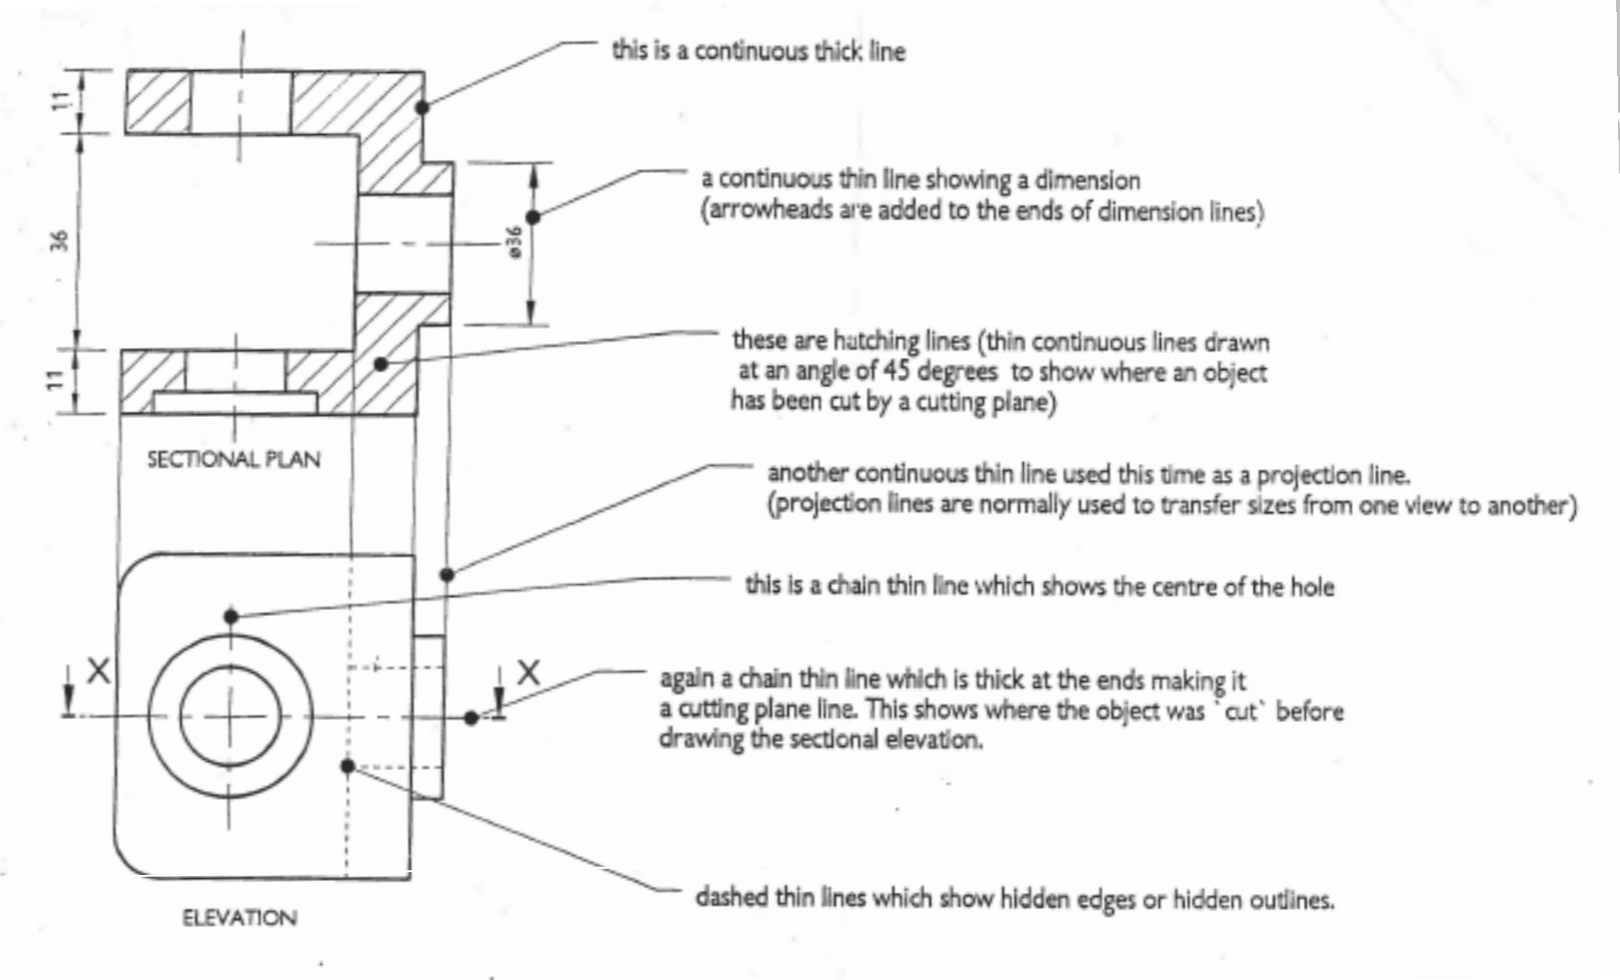 this is a continuous thick line
11
a continuous thin line showing a dimension
(arrowheads are added to the ends of dimension lines)
36
ø36
these are hatching lines (thin continuous lines drawn
at an angle of 45 degrees to show where an object
has been cut by a cutting plane)
11
SECTIONAL PLAN
another continuous thin line used this time as a projection line.
(projection lines are normally used to transfer sizes from one view to another)
this is a chain thin line which shows the centre of the hole
X
X
again a chain thin line which is thick at the ends making it
a cutting plane line. This shows where the object was `cut` before
drawing the sectional elevation.
dashed thin lines which show hidden edges or hidden outlines.
ELEVATION